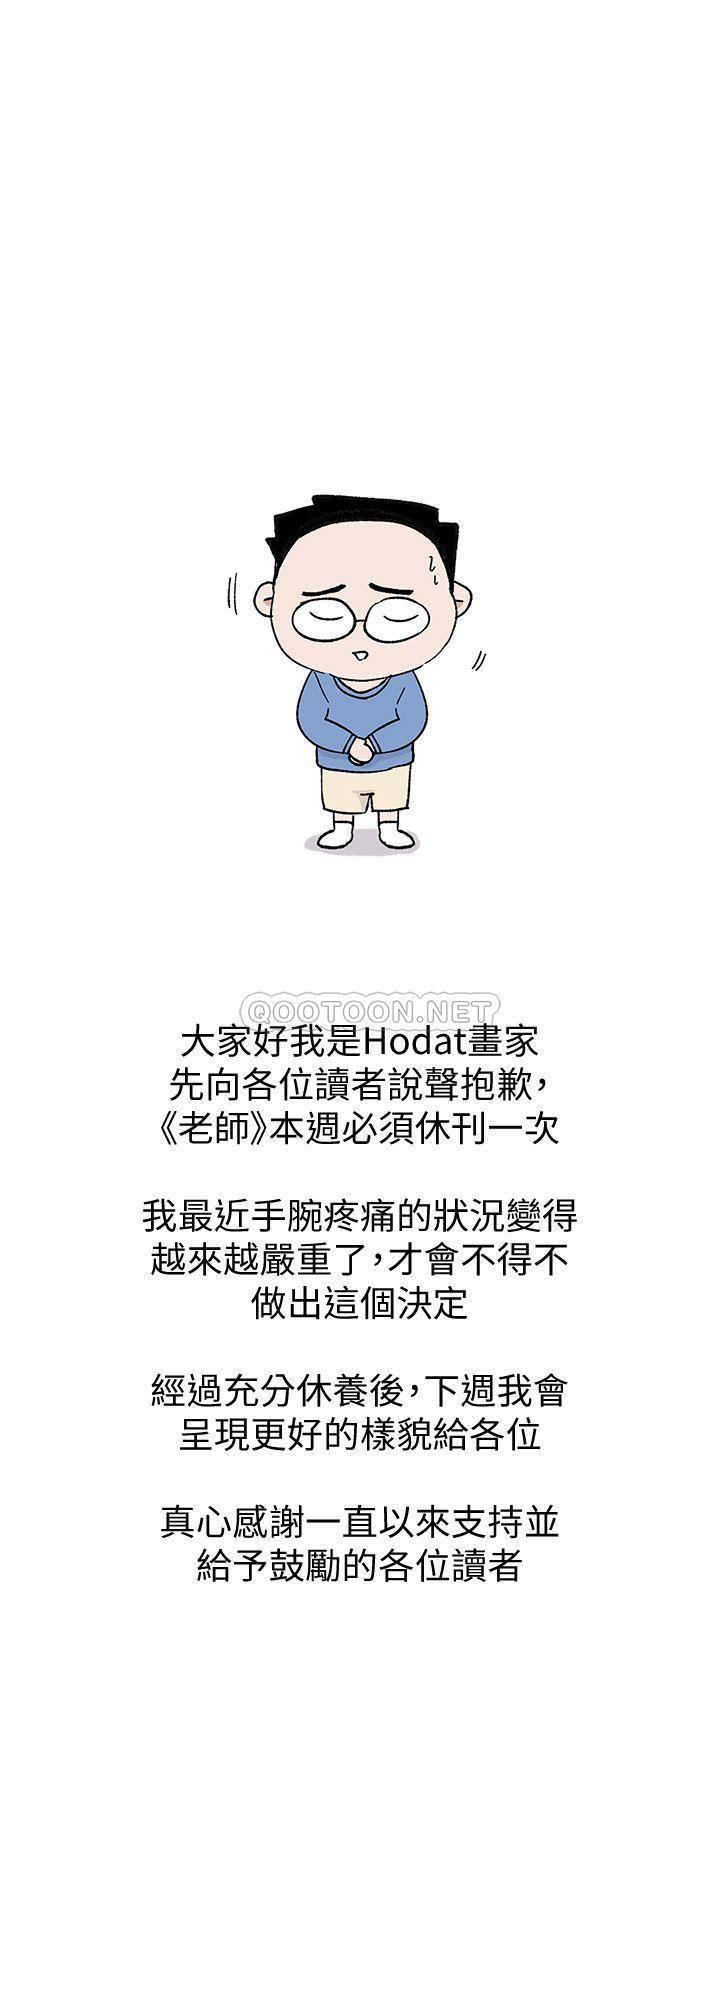 QOOTOON.NET
大家好我是Hodat畫家
先向各位讀者說聲抱歉，
《老師》本週必須休刊一次
我最近手腕疼痛的狀況變得
越來越嚴重了，才會不得不
做出這個決定
經過充分休養後，下週我會
呈現更好的樣貌給各位
真心感謝一直以來支持並
給予鼓勵的各位讀者